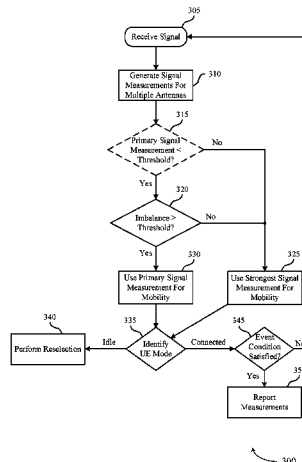 305
Receive Signal
310
Generate Signal
Measurements For
Multiple Antennas
315
Primary Signal
Measurement <
Threshold?
No
Yes
320
Imbalance >
Threshold?
No
Yes
330
325
Use Primary Signal
Measurement For
Mobility
Use Strongest Signal
Measurement For
Mobility
340
335
345
Perform Reselection
Idle
Identify
UE Mode
Connected
Event
Condition
Satisfied?
Yes
Report
Measurements
300